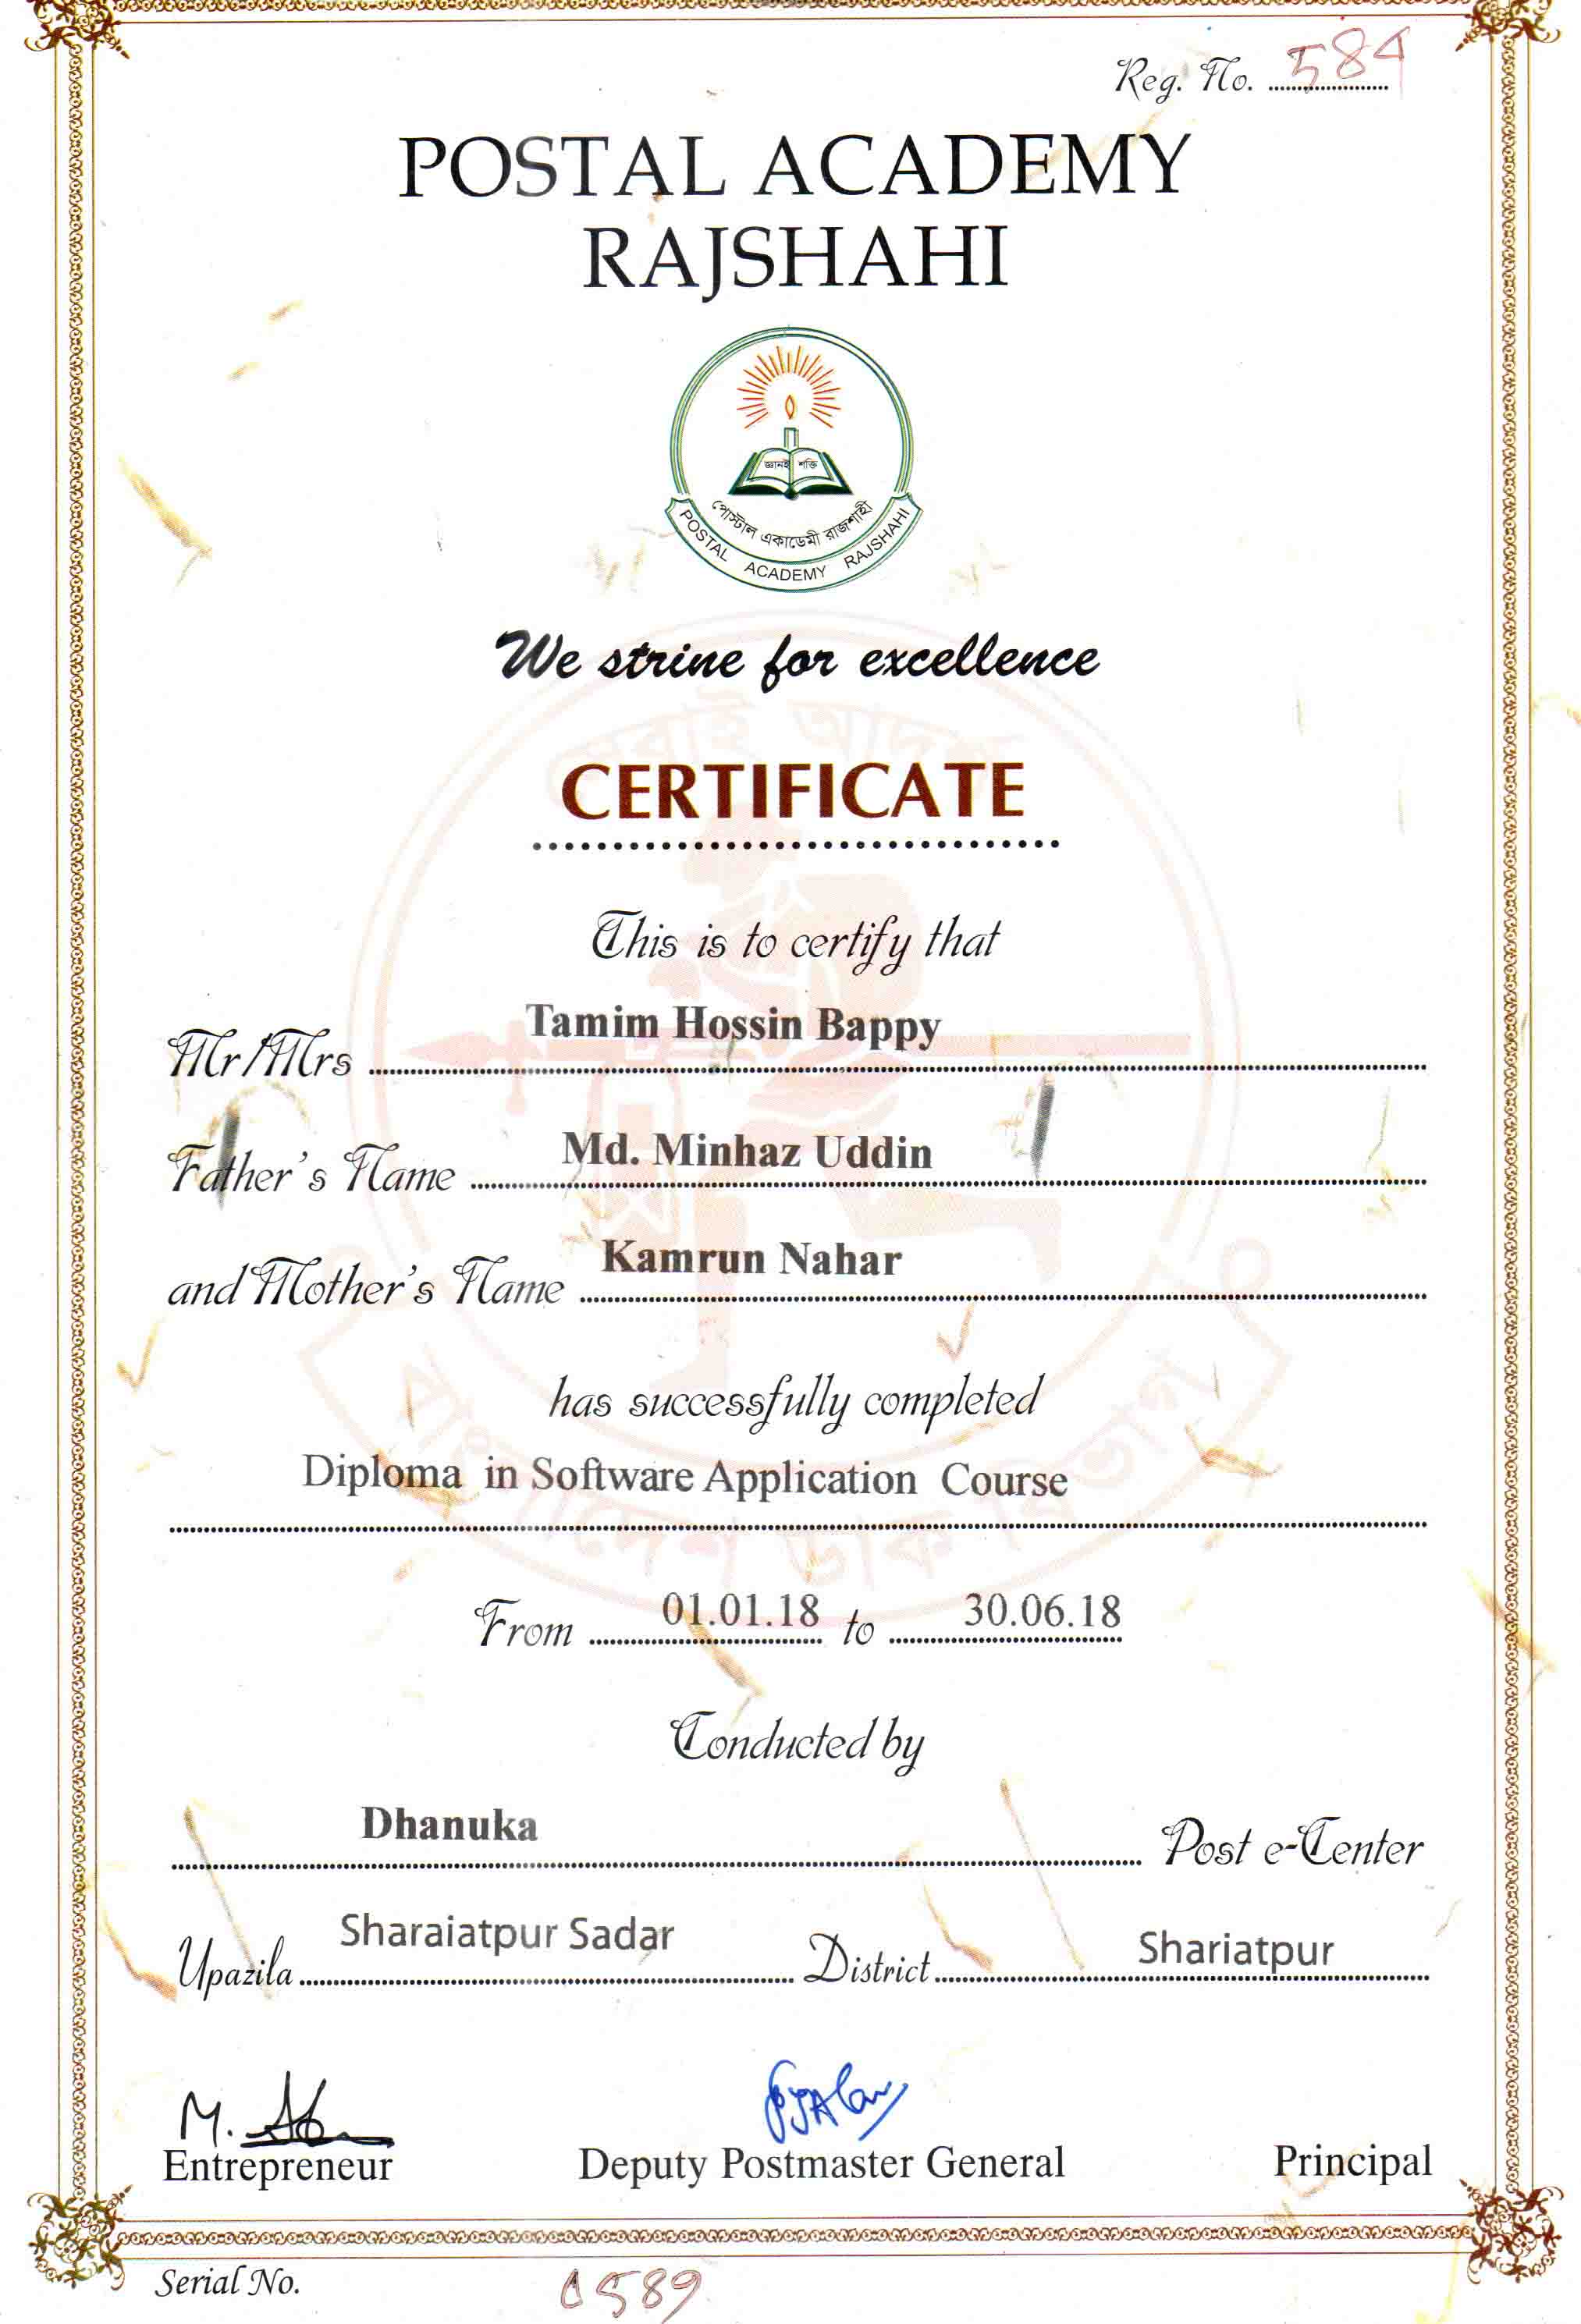 Reg. No. 584
POSTAL ACADEMY
RAJSHAHI
জ্ঞানই শক্তি
পোস্টাল একাডেমী রাজশাহী
POSTAL ACADEMY RAJSHAHI
We strine for excellence
CERTIFICATE
This is to certify that
Mr/Mrs Tamim Hossin Bappy
Father's Name Md. Minhaz Uddin
and Mother's Name Kamrun Nahar
has successfully completed
Diploma in Software Application Course
From 01.01.18 to 30.06.18
Conducted by
Dhanuka Post e-Center
Upazila Sharaiatpur Sadar District Shariatpur
Entrepreneur Deputy Postmaster General Principal
Serial No. 0589